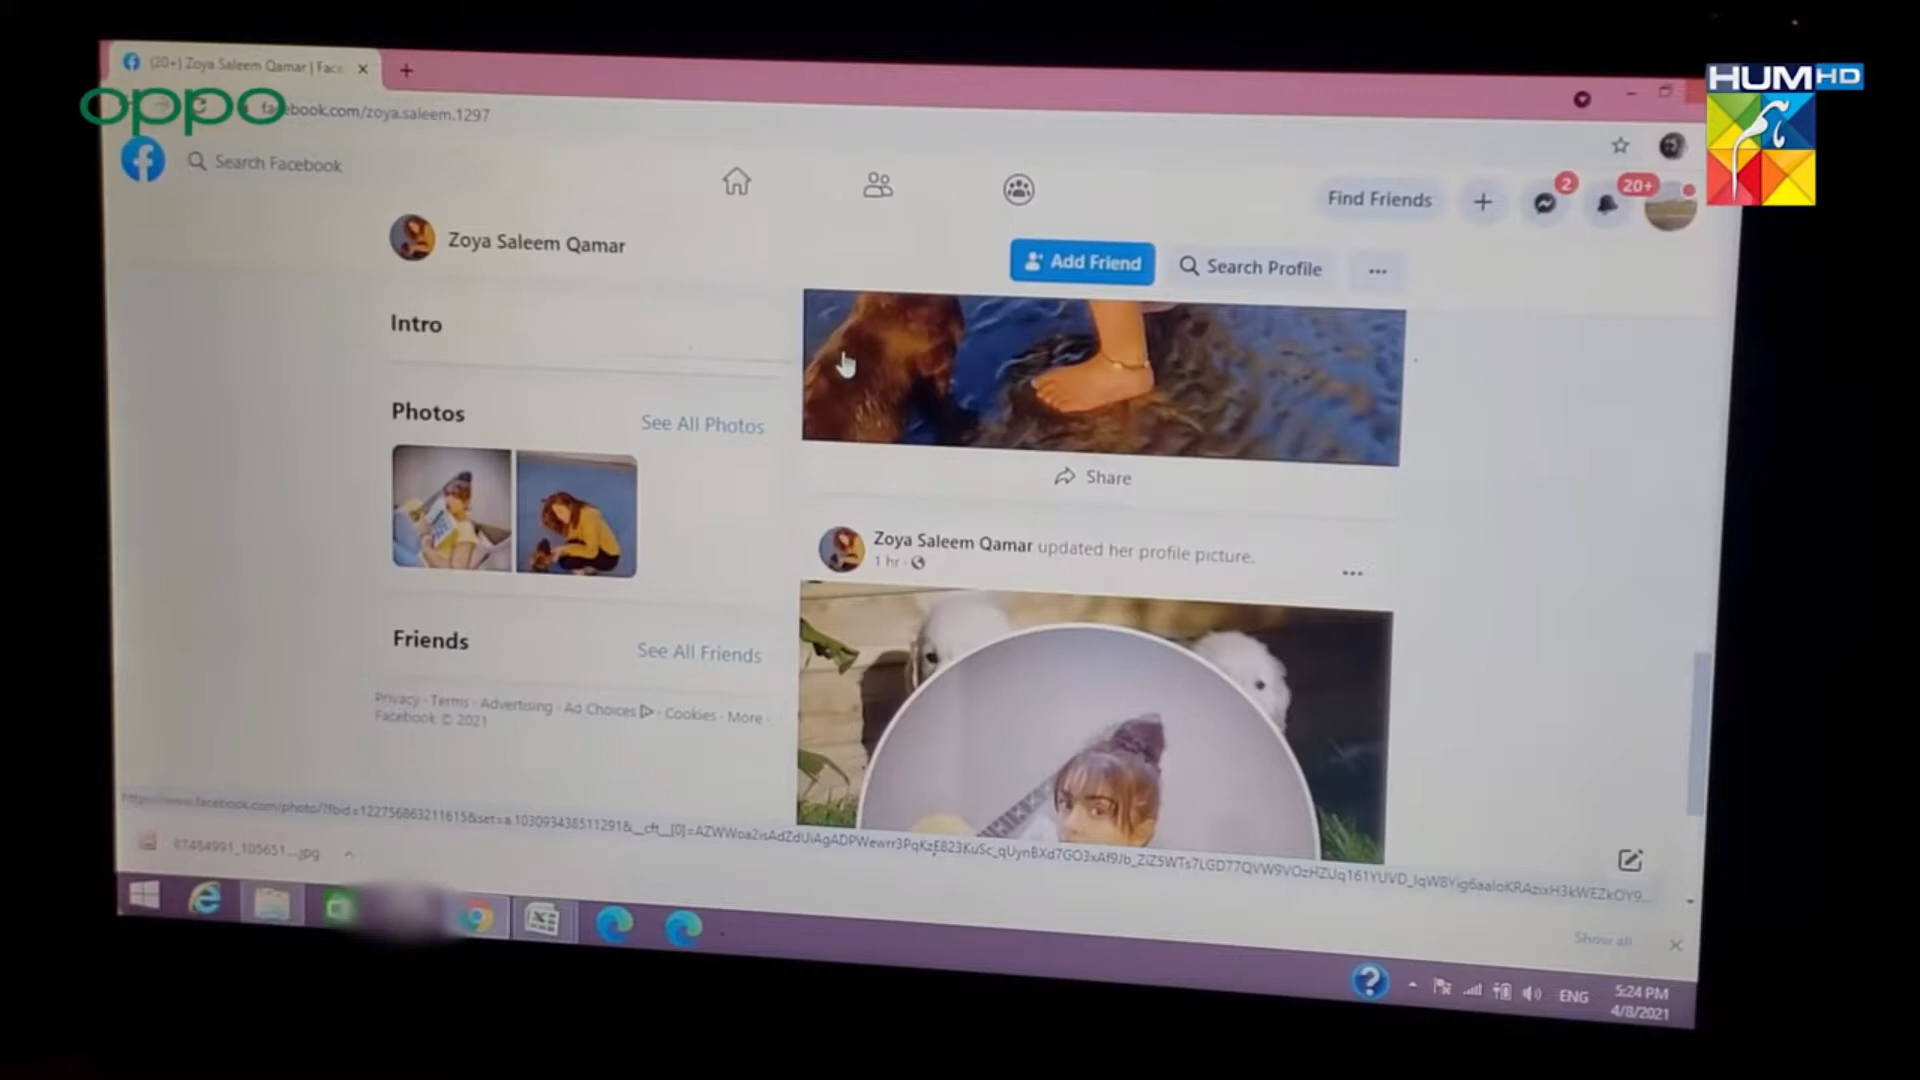 (20+) Zoya Saleem Qamar | Face
oppo
facebook.com/zoya.saleem.1297
HUM HD
Search Facebook
Find Friends
2
20+
Zoya Saleem Qamar
Add Friend
Search Profile
Intro
Photos
See All Photos
Share
Zoya Saleem Qamar updated her profile picture.
1 hr
Friends
See All Friends
Privacy · Terms · Advertising · Ad Choices · Cookies · More ·
Facebook © 2021
Show all
ENG
5:24 PM
4/8/2021